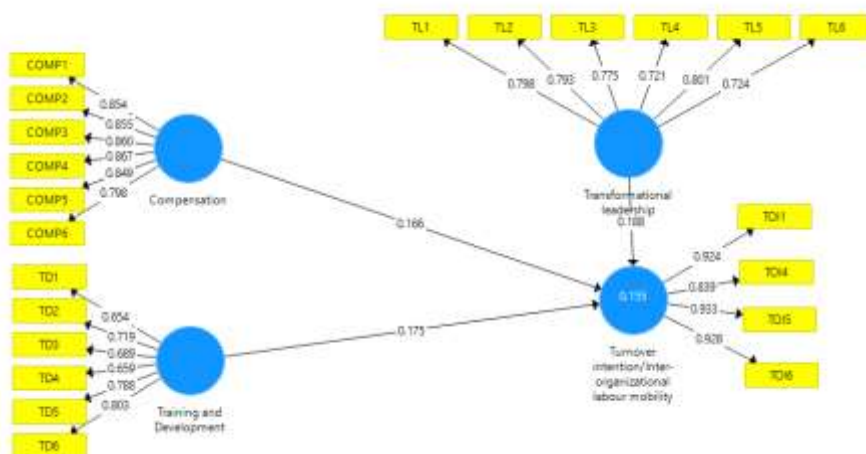 TL1
TL2
TL3
TL4
TL5
TL6
0.798
0.793
0.775
0.721
0.801
0.724
COMP1
COMP2
COMP3
COMP4
COMP5
COMP6
0.854
0.855
0.860
0.867
0.849
0.798
Compensation
Transformational
leadership
0.166
0.188
TD1
TD2
TD3
TD4
TD5
TD6
0.654
0.719
0.689
0.659
0.788
0.803
Training and
Development
0.175
Turnover
intention/Inter-
organizational
labour mobility
0.924
0.839
0.933
0.928
TOI1
TOI4
TOI5
TOI6